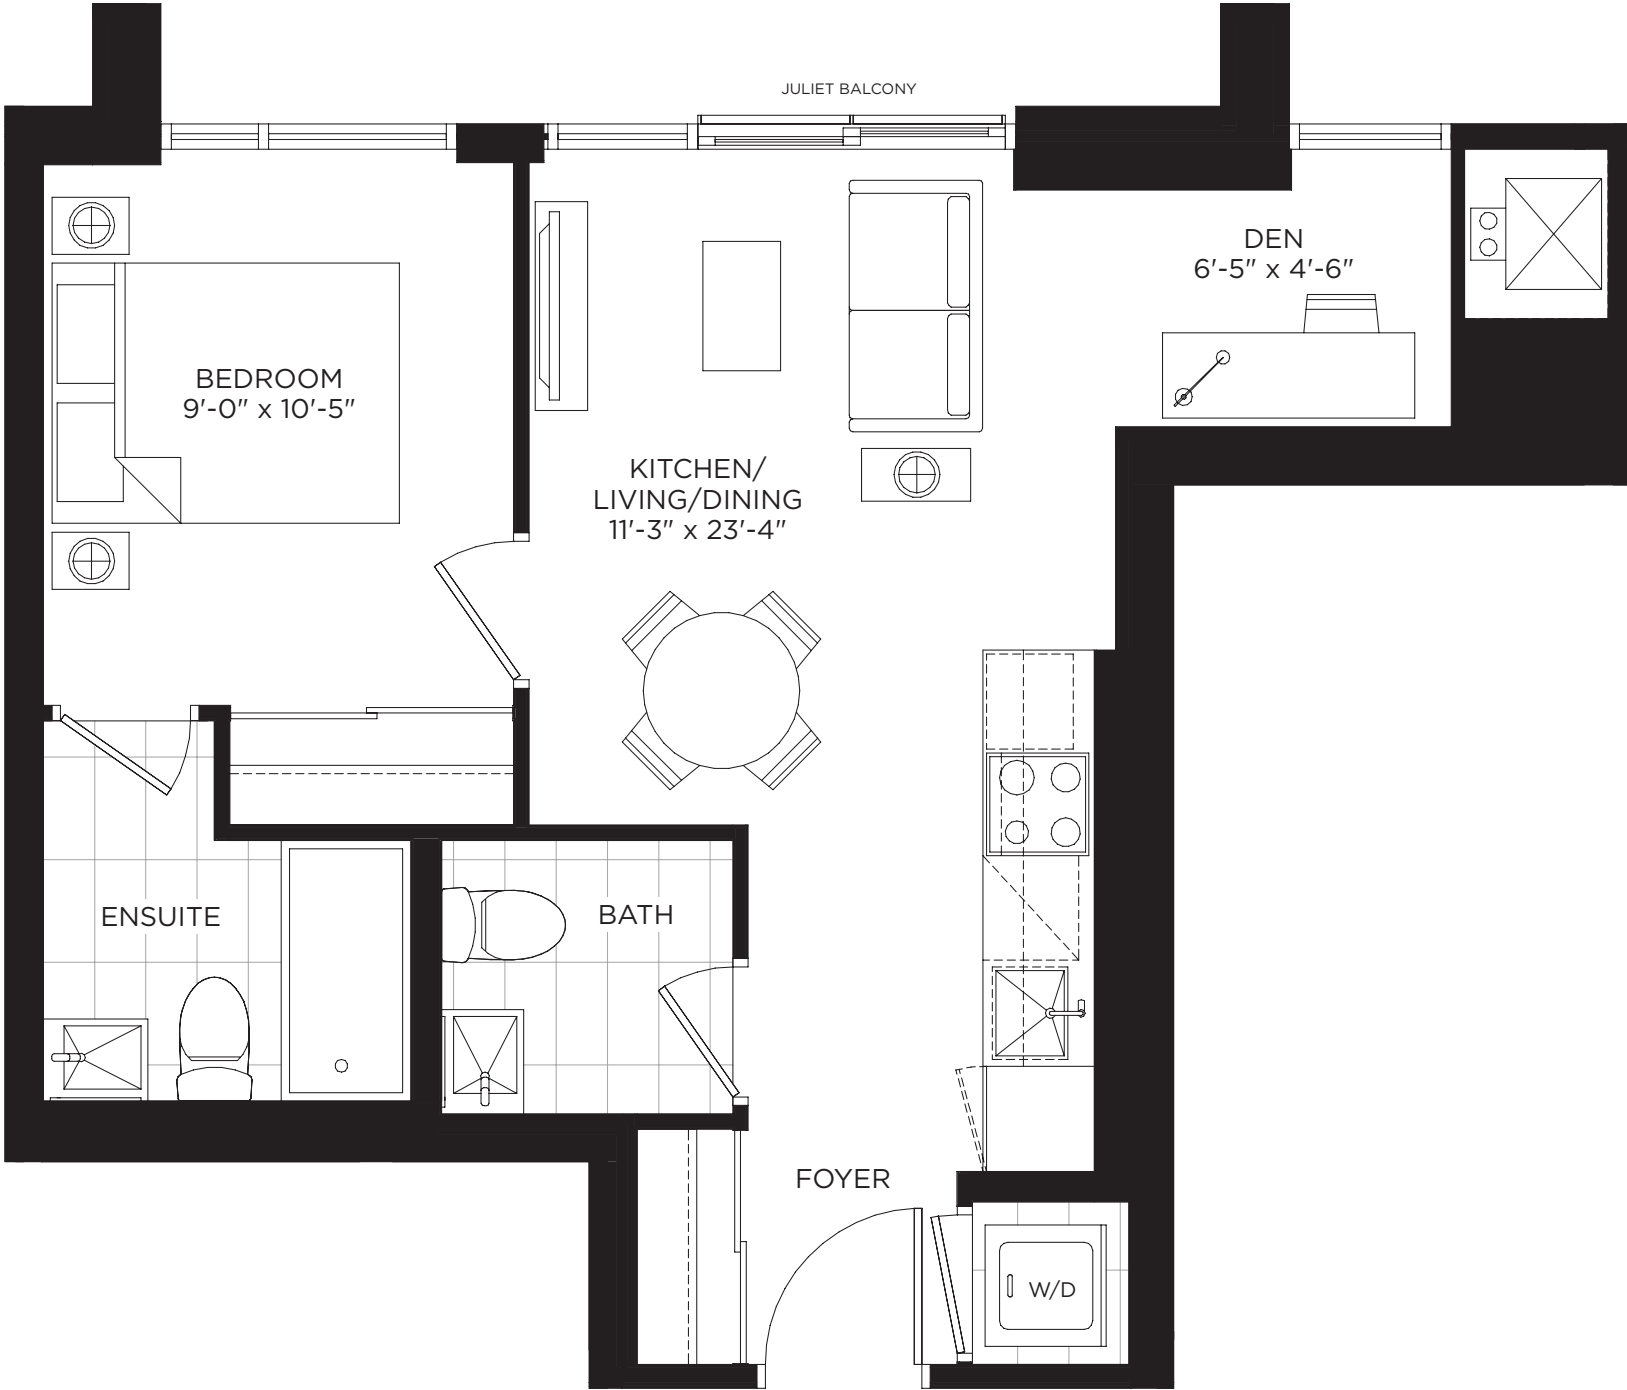 JULIET BALCONY
DEN
6'-5" x 4'-6"
BEDROOM
9'-0" x 10'-5"
KITCHEN/
LIVING/DINING
11'-3" x 23'-4"
ENSUITE
BATH
FOYER
W/D